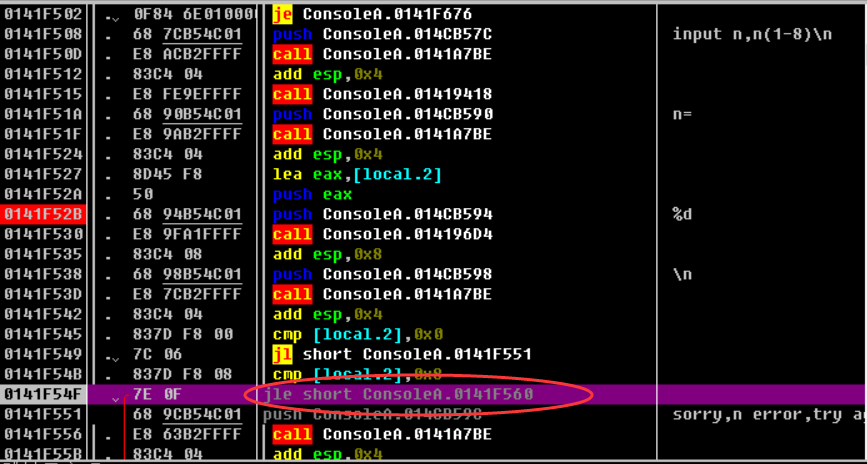 0141F502 . 0F84 6E010000 je ConsoleA.0141F676
0141F508 . 68 7CB54C01 push ConsoleA.014CB57C input n,n(1-8)\n
0141F50D . E8 ACB2FFFF call ConsoleA.0141A7BE
0141F512 . 83C4 04 add esp,0x4
0141F515 . E8 FE9EFFFF call ConsoleA.01419418
0141F51A . 68 90B54C01 push ConsoleA.014CB590 n=
0141F51F . E8 9AB2FFFF call ConsoleA.0141A7BE
0141F524 . 83C4 04 add esp,0x4
0141F527 . 8D45 F8 lea eax,[local.2]
0141F52A . 50 push eax
0141F52B . 68 94B54C01 push ConsoleA.014CB594 %d
0141F530 . E8 9FA1FFFF call ConsoleA.014196D4
0141F535 . 83C4 08 add esp,0x8
0141F538 . 68 98B54C01 push ConsoleA.014CB598 \n
0141F53D . E8 7CB2FFFF call ConsoleA.0141A7BE
0141F542 . 83C4 04 add esp,0x4
0141F545 . 837D F8 00 cmp [local.2],0x0
0141F549 . 7C 06 jl short ConsoleA.0141F551
0141F54B . 837D F8 08 cmp [local.2],0x8
0141F54F . 7E 0F jle short ConsoleA.0141F560
0141F551 68 9CB54C01 push ConsoleA.014CB59C sorry,n error,try ag
0141F556 . E8 63B2FFFF call ConsoleA.0141A7BE
0141F55B . 83C4 04 add esp,0x4